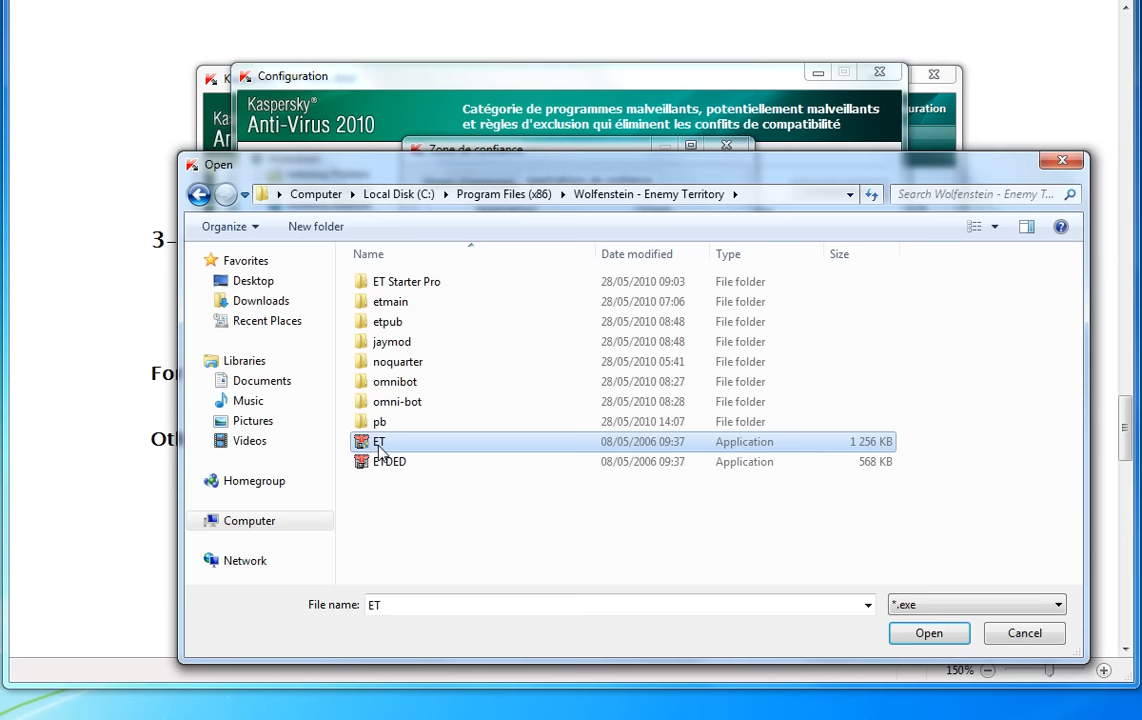 Configuration
Kaspersky®
Anti-Virus 2010
Catégorie de programmes malveillants, potentiellement malveillants
et règles d'exclusion qui éliminent les conflits de compatibilité
Zone de confiance
Open
Computer Local Disk (C:) Program Files (x86) Wolfenstein - Enemy Territory
Search Wolfenstein - Enemy T...
Organize New folder
Name Date modified Type Size
Favorites
Desktop
Downloads
Recent Places
Libraries
Documents
Music
Pictures
Videos
Homegroup
Computer
Network
ET Starter Pro 28/05/2010 09:03 File folder
etmain 28/05/2010 07:06 File folder
etpub 28/05/2010 08:48 File folder
jaymod 28/05/2010 08:48 File folder
noquarter 28/05/2010 05:41 File folder
omnibot 28/05/2010 08:27 File folder
omni-bot 28/05/2010 08:28 File folder
pb 28/05/2010 14:07 File folder
ET 08/05/2006 09:37 Application 1 256 KB
ETDED 08/05/2006 09:37 Application 568 KB
File name: ET
*.exe
Open Cancel
3-
150%